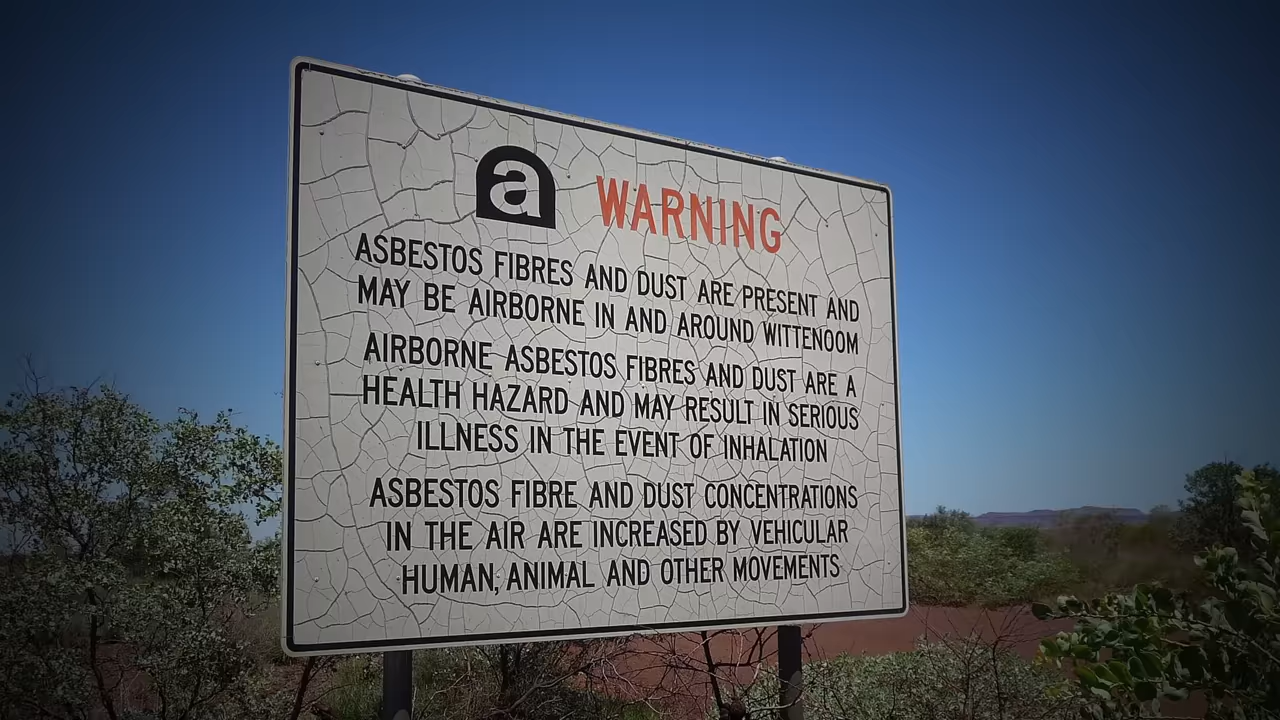 a WARNING
ASBESTOS FIBRES AND DUST ARE PRESENT AND
MAY BE AIRBORNE IN AND AROUND WITTENOOM
AIRBORNE ASBESTOS FIBRES AND DUST ARE A
HEALTH HAZARD AND MAY RESULT IN SERIOUS
ILLNESS IN THE EVENT OF INHALATION
ASBESTOS FIBRE AND DUST CONCENTRATIONS
IN THE AIR ARE INCREASED BY VEHICULAR
HUMAN, ANIMAL AND OTHER MOVEMENTS